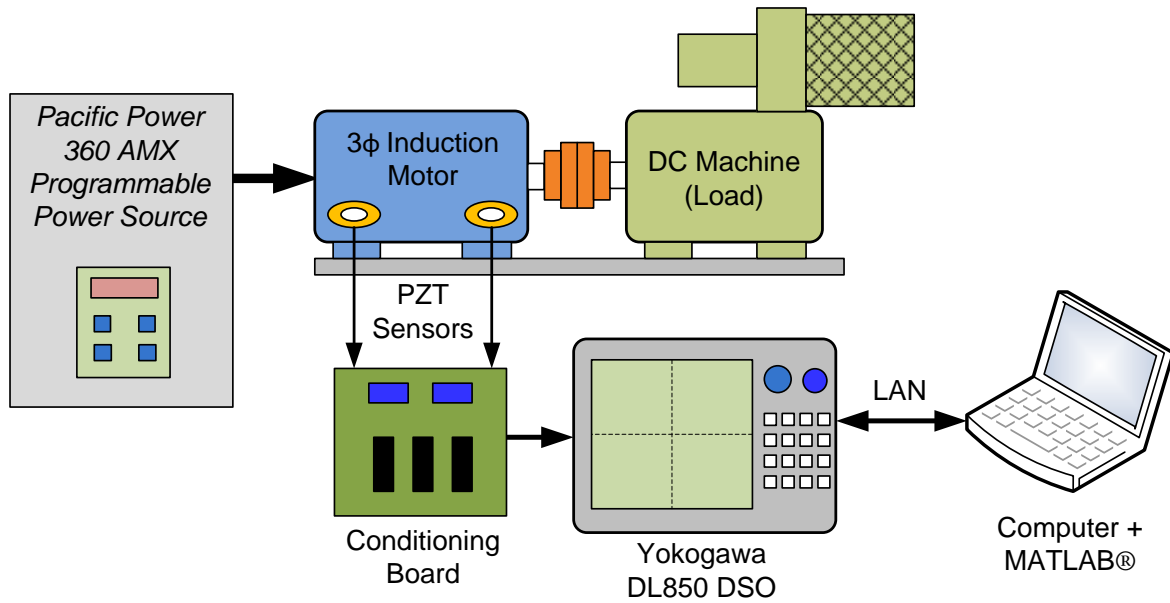 Pacific Power
360 AMX
Programmable
Power Source
3ϕ Induction
Motor
DC Machine
(Load)
PZT
Sensors
LAN
Conditioning
Board
Yokogawa
DL850 DSO
Computer +
MATLAB®